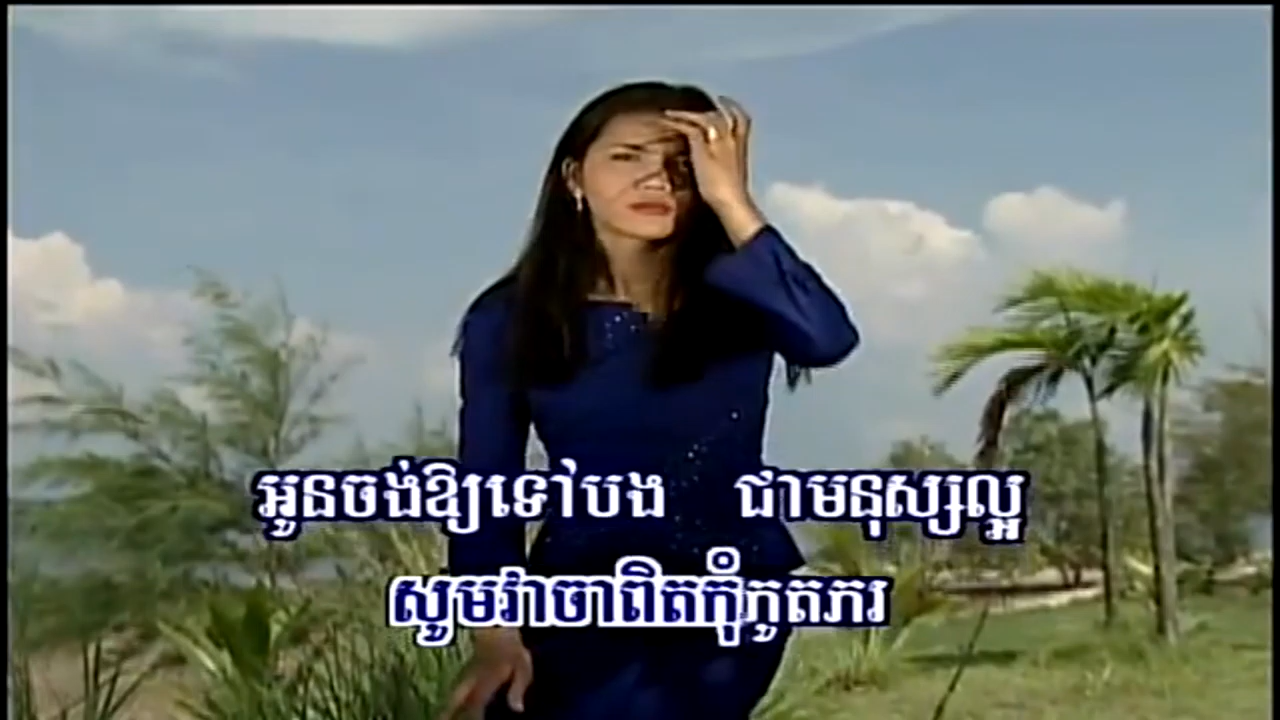 អូនចង់ឱ្យទៅបង ជាមនុស្សល្អ
សូមវាចាពិតកុំភូតភរ